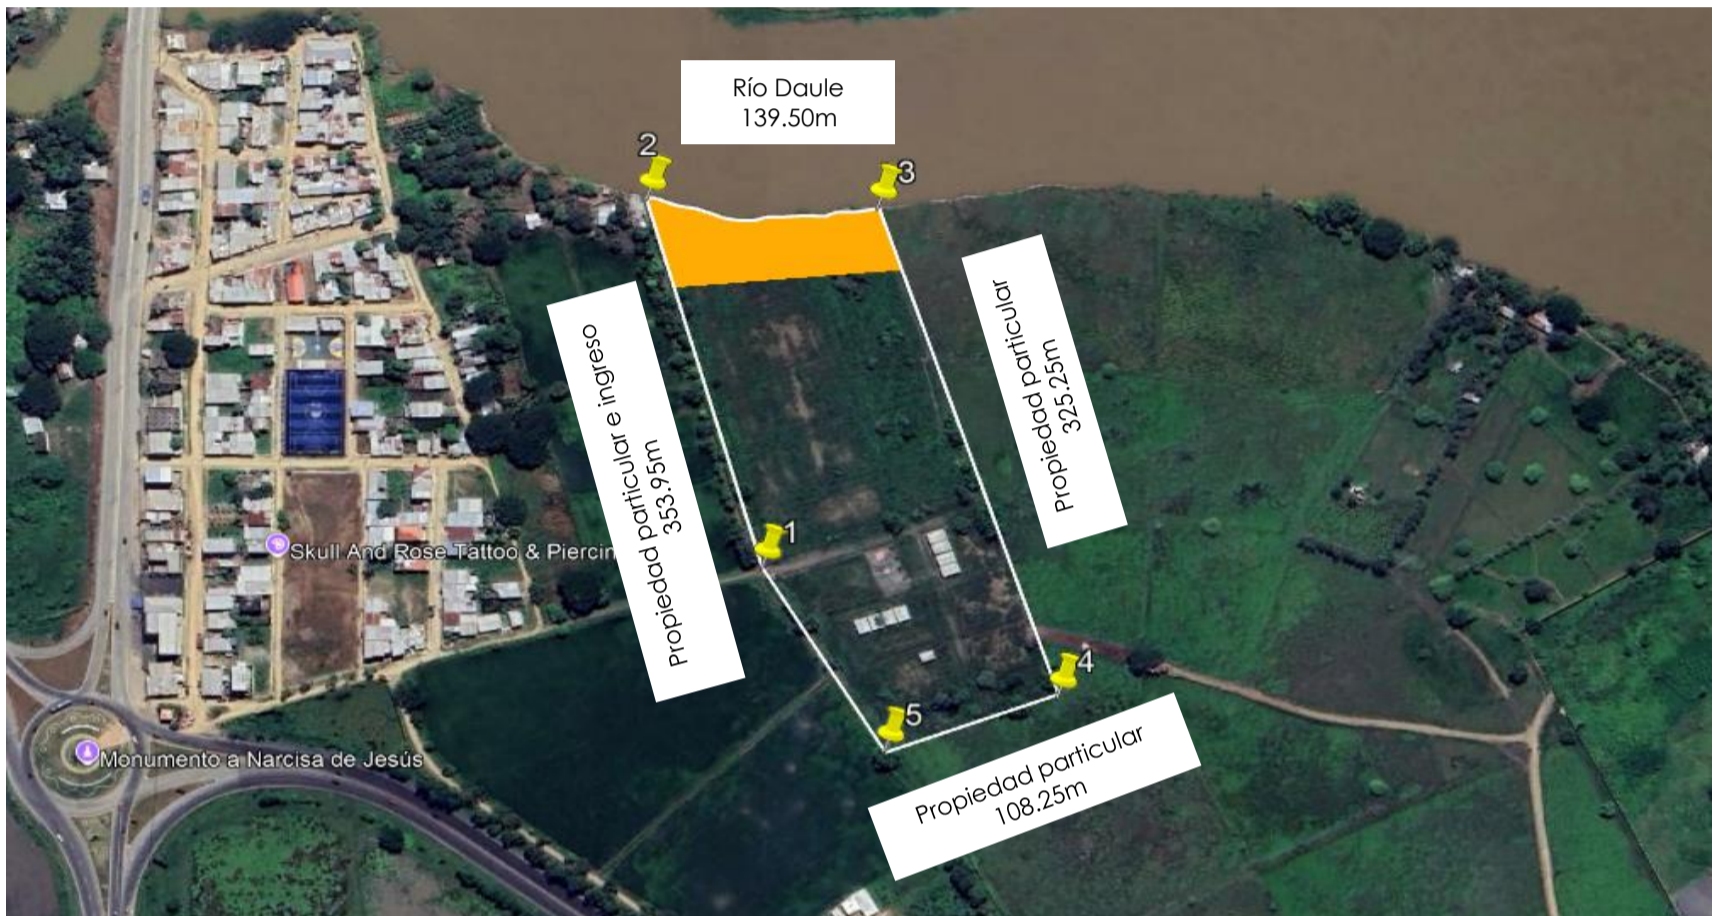 Río Daule
139.50m
2
3
Propiedad particular e ingreso
353.95m
Propiedad particular
325.25m
1
Skull And Rose Tattoo & Piercin
4
5
Monumento a Narcisa de Jesús
Propiedad particular
108.25m